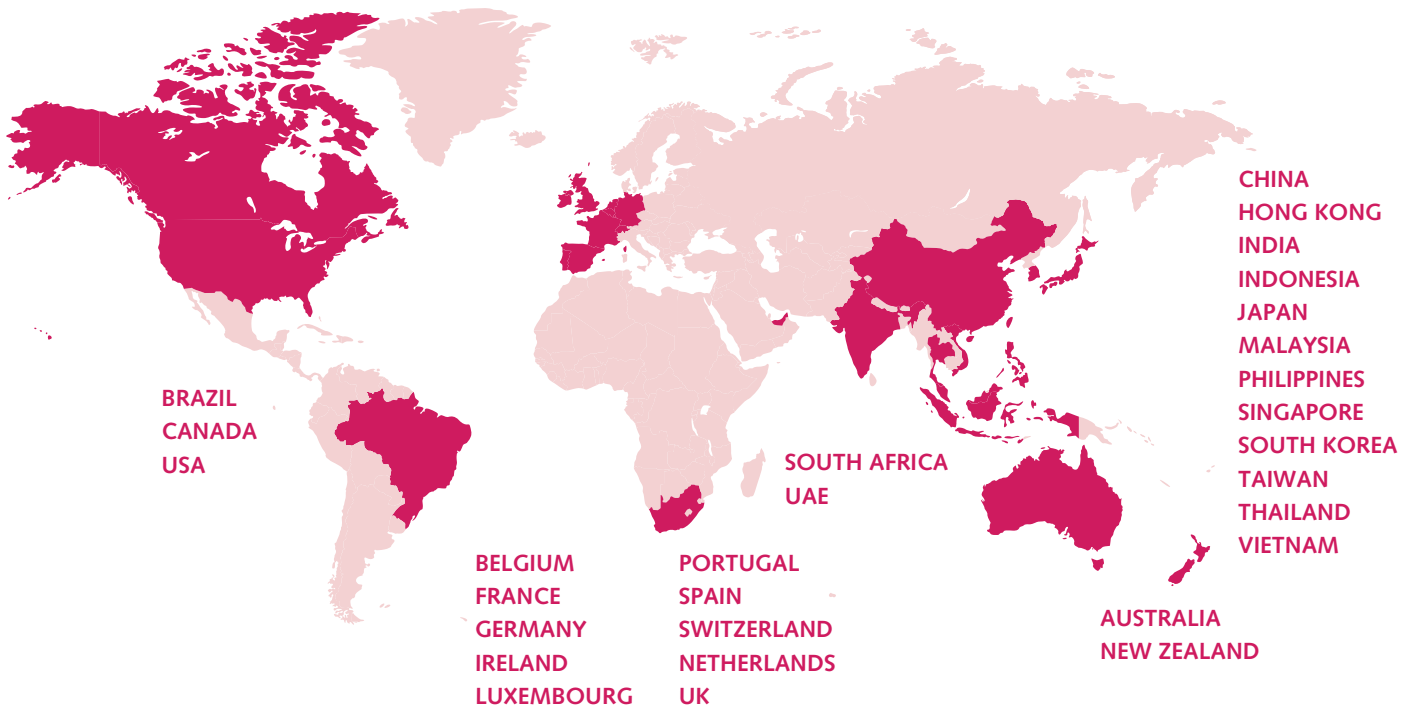 BRAZIL
CANADA
USA
BELGIUM
FRANCE
GERMANY
IRELAND
LUXEMBOURG
PORTUGAL
SPAIN
SWITZERLAND
NETHERLANDS
UK
SOUTH AFRICA
UAE
CHINA
HONG KONG
INDIA
INDONESIA
JAPAN
MALAYSIA
PHILIPPINES
SINGAPORE
SOUTH KOREA
TAIWAN
THAILAND
VIETNAM
AUSTRALIA
NEW ZEALAND